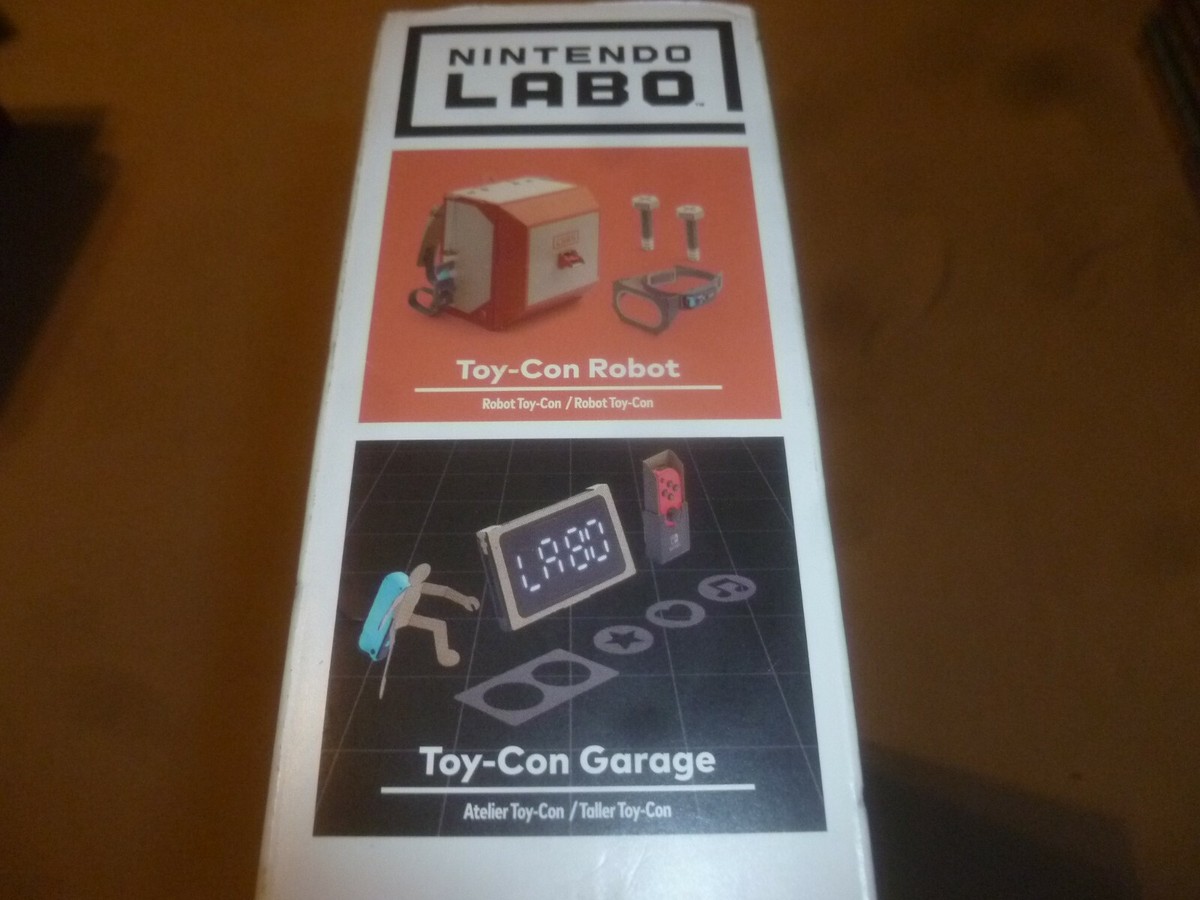 NINTENDO
LABO™
Toy-Con Robot
Robot Toy-Con / Robot Toy-Con
LABO
Toy-Con Garage
Atelier Toy-Con / Taller Toy-Con